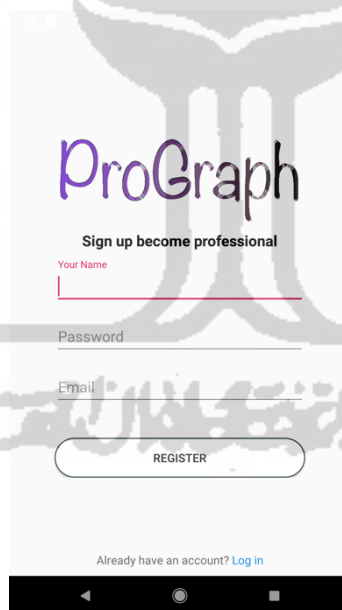 ProGraph
Sign up become professional
Your Name
Password
Email
REGISTER
Already have an account? Log in